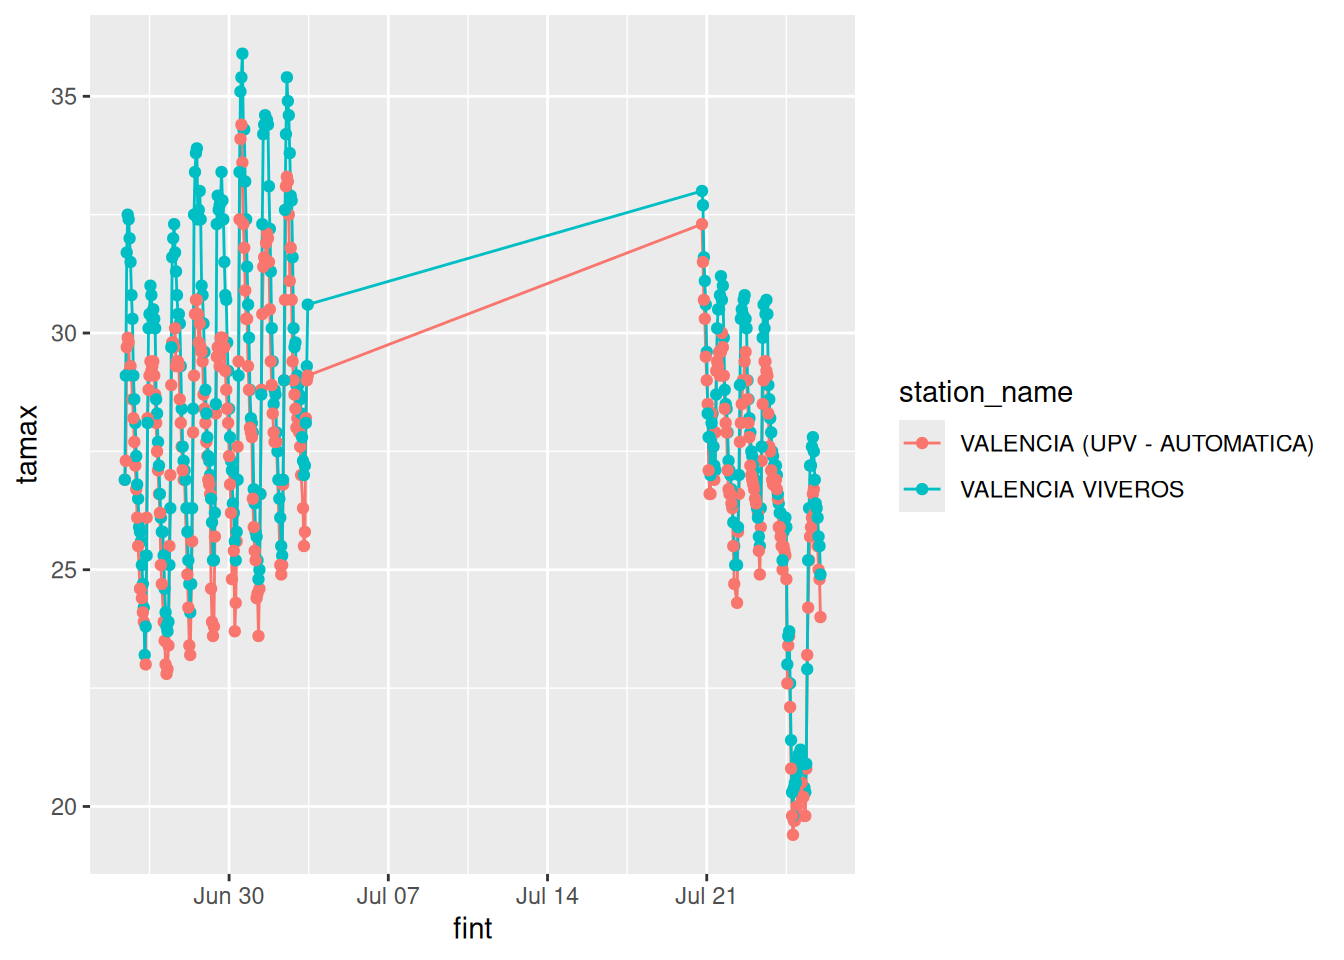 35
30
25
20
tamax
Jun 30
Jul 07
Jul 14
Jul 21
fint
station_name
VALENCIA (UPV - AUTOMATICA)
VALENCIA VIVEROS